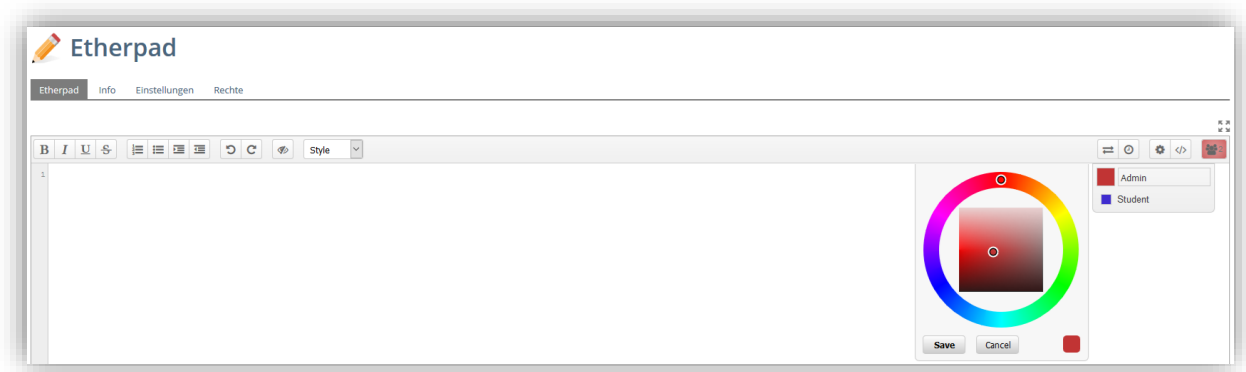 Etherpad
Etherpad Info Einstellungen Rechte
B I U S Style </>
1
Admin
Student
Save Cancel